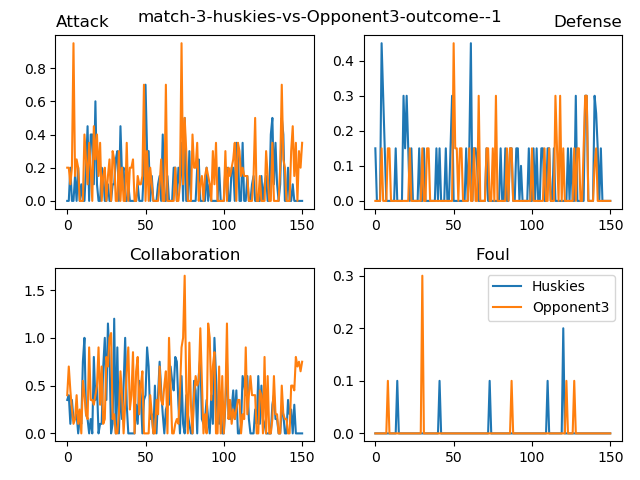 match-3-huskies-vs-Opponent3-outcome--1
Attack
0.8
0.6
0.4
0.2
0.0
0 50 100 150
Defense
0.4
0.3
0.2
0.1
0.0
0 50 100 150
Collaboration
1.5
1.0
0.5
0.0
0 50 100 150
Foul
0.3
0.2
0.1
0.0
0 50 100 150
Huskies
Opponent3